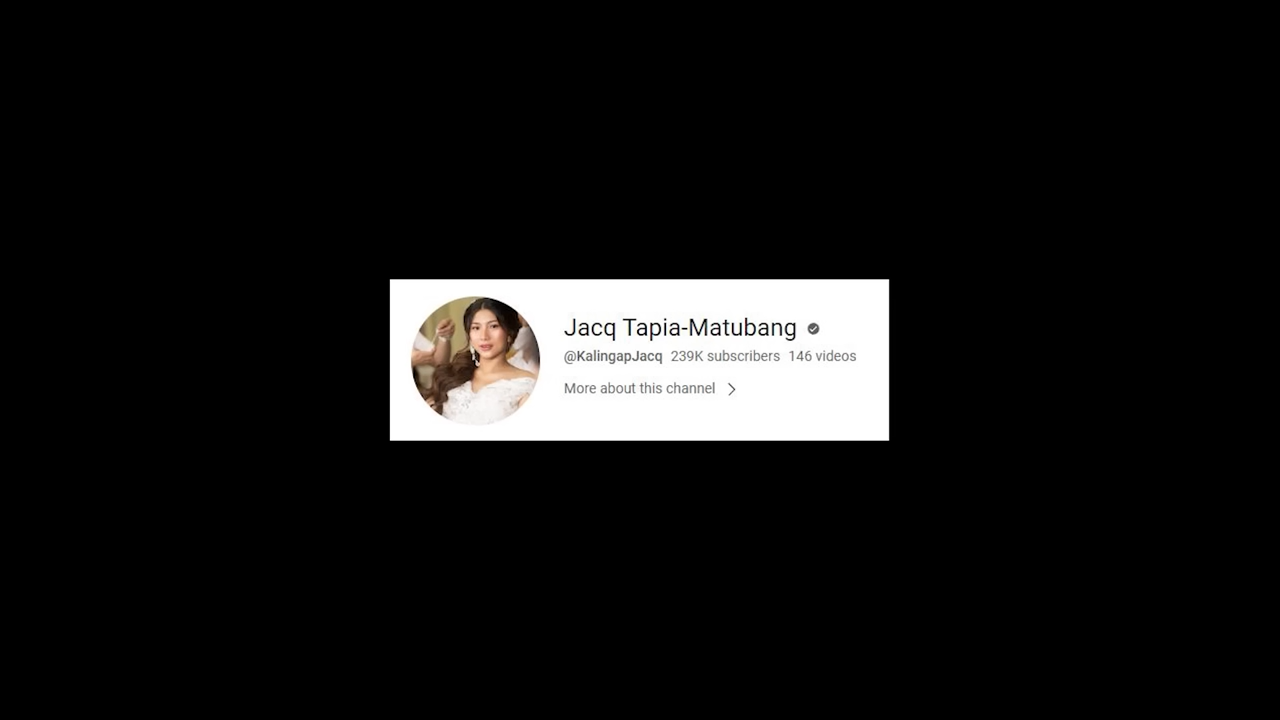 Jacq Tapia-Matubang
@KalingapJacq 239K subscribers 146 videos
More about this channel